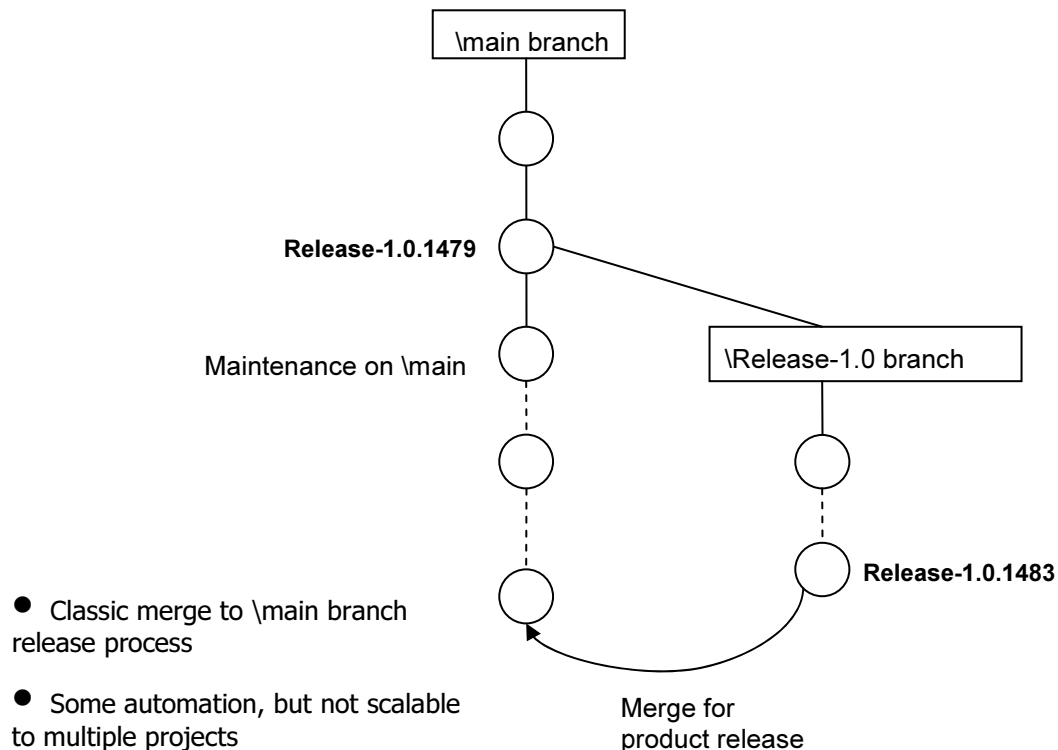 \main branch
Release-1.0.1479
Maintenance on \main
\Release-1.0 branch
Release-1.0.1483
● Classic merge to \main branch
release process
● Some automation, but not scalable
to multiple projects
Merge for
product release